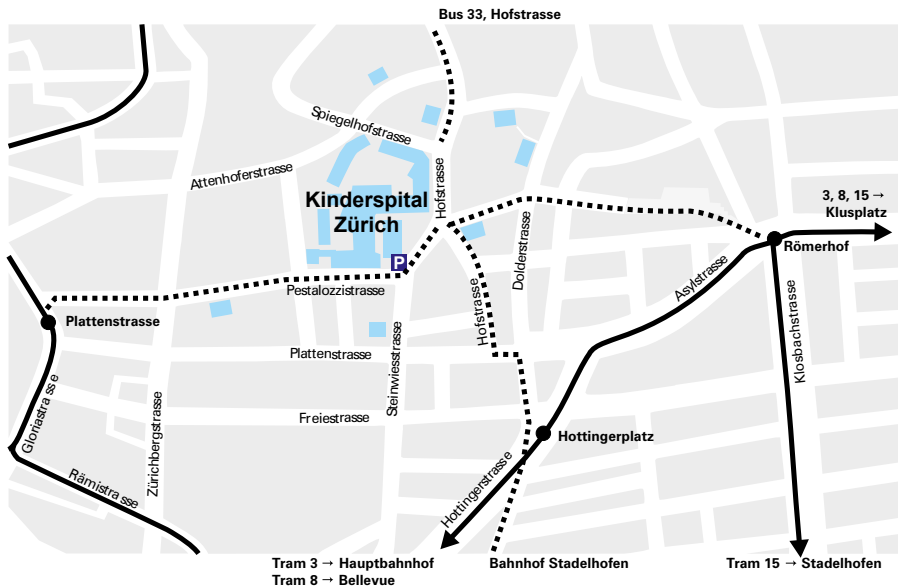 Bus 33, Hofstrasse
Spiegelhofstrasse
Attenhoferstrasse
Hofstrasse
Kinderspital
Zürich
3, 8, 15 →
Klusplatz
Römerhof
Dolderstrasse
P
Asylstrasse
Pestalozzistrasse
Hofstrasse
Plattenstrasse
Plattenstrasse
Klosbachstrasse
Steinwiesstrasse
Gloriastrasse
Freiestrasse
Zürichbergstrasse
Hottingerplatz
Rämistrasse
Hottingerstrasse
Tram 3 → Hauptbahnhof
Tram 8 → Bellevue
Bahnhof Stadelhofen
Tram 15 → Stadelhofen